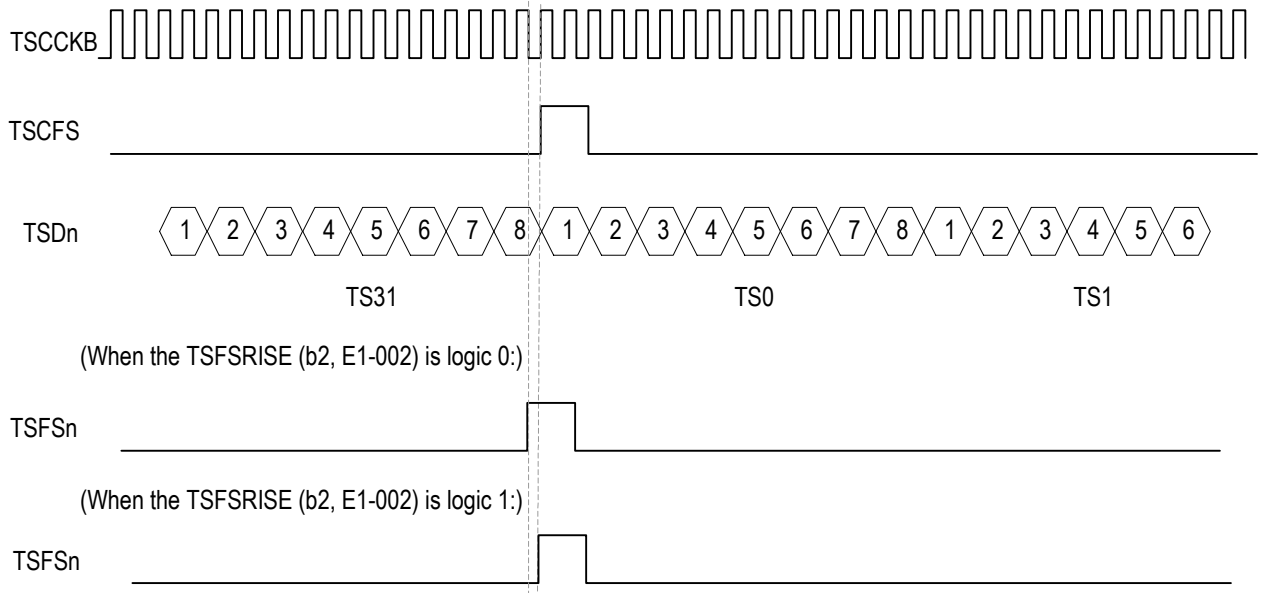 TSCCKB
TSCFS
TSDn 1 2 3 4 5 6 7 8 1 2 3 4 5 6 7 8 1 2 3 4 5 6
TS31 TS0 TS1
(When the TSFSRISE (b2, E1-002) is logic 0:)
TSFSn
(When the TSFSRISE (b2, E1-002) is logic 1:)
TSFSn